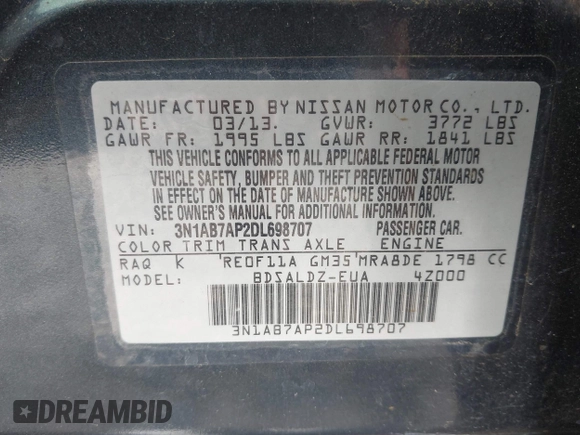 MANUFACTURED BY NISSAN MOTOR CO., LTD.
DATE: 03/13. GVWR: 3772 LBS
GAWR FR: 1995 LBS GAWR RR: 1841 LBS
THIS VEHICLE CONFORMS TO ALL APPLICABLE FEDERAL MOTOR
VEHICLE SAFETY, BUMPER AND THEFT PREVENTION STANDARDS
IN EFFECT ON THE DATE OF MANUFACTURE SHOWN ABOVE.
SEE OWNER'S MANUAL FOR ADDITIONAL INFORMATION.
VIN: 3N1AB7AP2DL698707 PASSENGER CAR.
COLOR TRIM TRANS AXLE ENGINE
RAQ K RE0F11A GM35 MRA8DE 1798 CC
MODEL: BDSALDZ-EUA 4Z000
3N1AB7AP2DL698707
DREAMBID